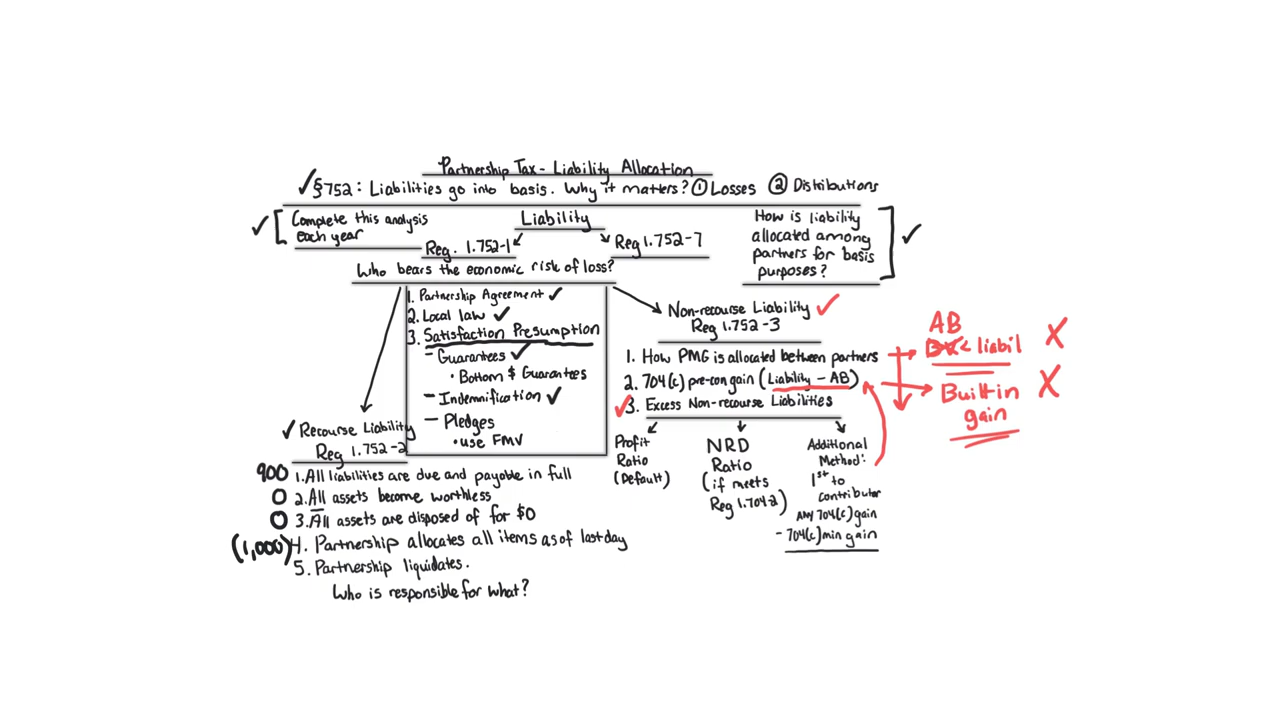 Partnership Tax - Liability Allocation
✓§752: Liabilities go into basis. Why it matters? ① Losses ② Distributions
Complete this analysis
each year
Liability
Reg. 1.752-1
Reg 1.752-7
How is liability
allocated among
partners for basis
purposes?
Who bears the economic risk of loss?
1. Partnership Agreement ✓
2. Local law ✓
3. Satisfaction Presumption
- Guarantees ✓
• Bottom $ Guarantees
- Indemnification ✓
- Pledges
• use FMV
Non-recourse Liability ✓
Reg 1.752-3
1. How PMG is allocated between partners
2. 704(c) pre-con gain (Liability - AB)
✓3. Excess Non-recourse Liabilities
AB
< liabil X
Built-in X
gain
Profit
Ratio
(Default)
NRD
Ratio
(if meets
Reg 1.704-2)
Additional
Method:
1st to
contributor
Any 704(c) gain
- 704(c) min gain
✓ Recourse Liability
Reg 1.752-2
900 1. All liabilities are due and payable in full
0 2. All assets become worthless
0 3. All assets are disposed of for $0
(1,000) 4. Partnership allocates all items as of last day
5. Partnership liquidates.
Who is responsible for what?